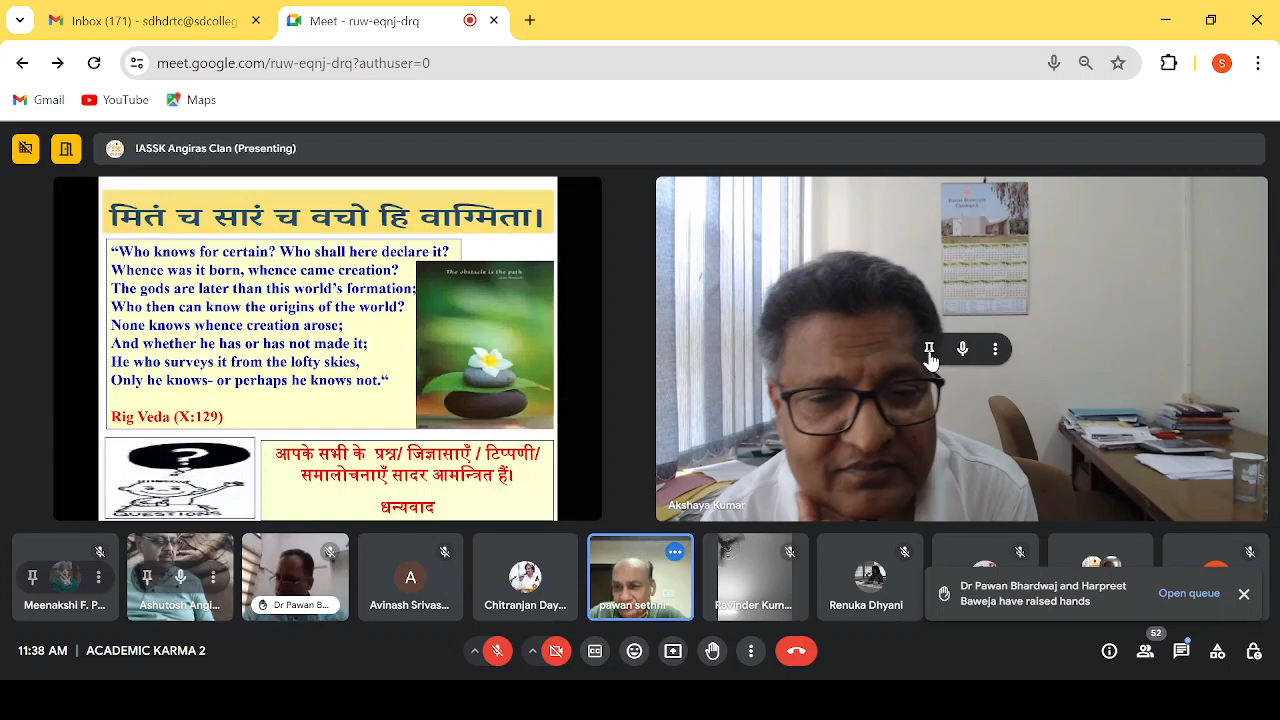 Inbox (171) - sdhdrtc@sdcolleg
Meet - ruw-eqnj-drq
meet.google.com/ruw-eqnj-drq?authuser=0
S
Gmail
YouTube
Maps
IASSK Angiras Clan (Presenting)
मितं च सारं च वचो हि वाग्मिता।
“Who knows for certain? Who shall here declare it?
Whence was it born, whence came creation?
The gods are later than this world’s formation;
Who then can know the origins of the world?
None knows whence creation arose;
And whether he has or has not made it;
He who surveys it from the lofty skies,
Only he knows- or perhaps he knows not.“
Rig Veda (X:129)
The obstacle is the path.
?
QUESTIONS
आपके सभी के प्रश्न/ जिज्ञासाएँ / टिप्पणी/
समालोचनाएँ सादर आमन्त्रित हैं।
धन्यवाद
Akshaya Kumar
Meenakshi F. P...
Ashutosh Angi...
Dr Pawan B...
A
Avinash Srivas...
Chitranjan Day...
pawan sethhi
Ravinder Kum...
Renuka Dhyani
Dr Pawan Bhardwaj and Harpreet
Baweja have raised hands
Open queue
11:38 AM | ACADEMIC KARMA 2
52